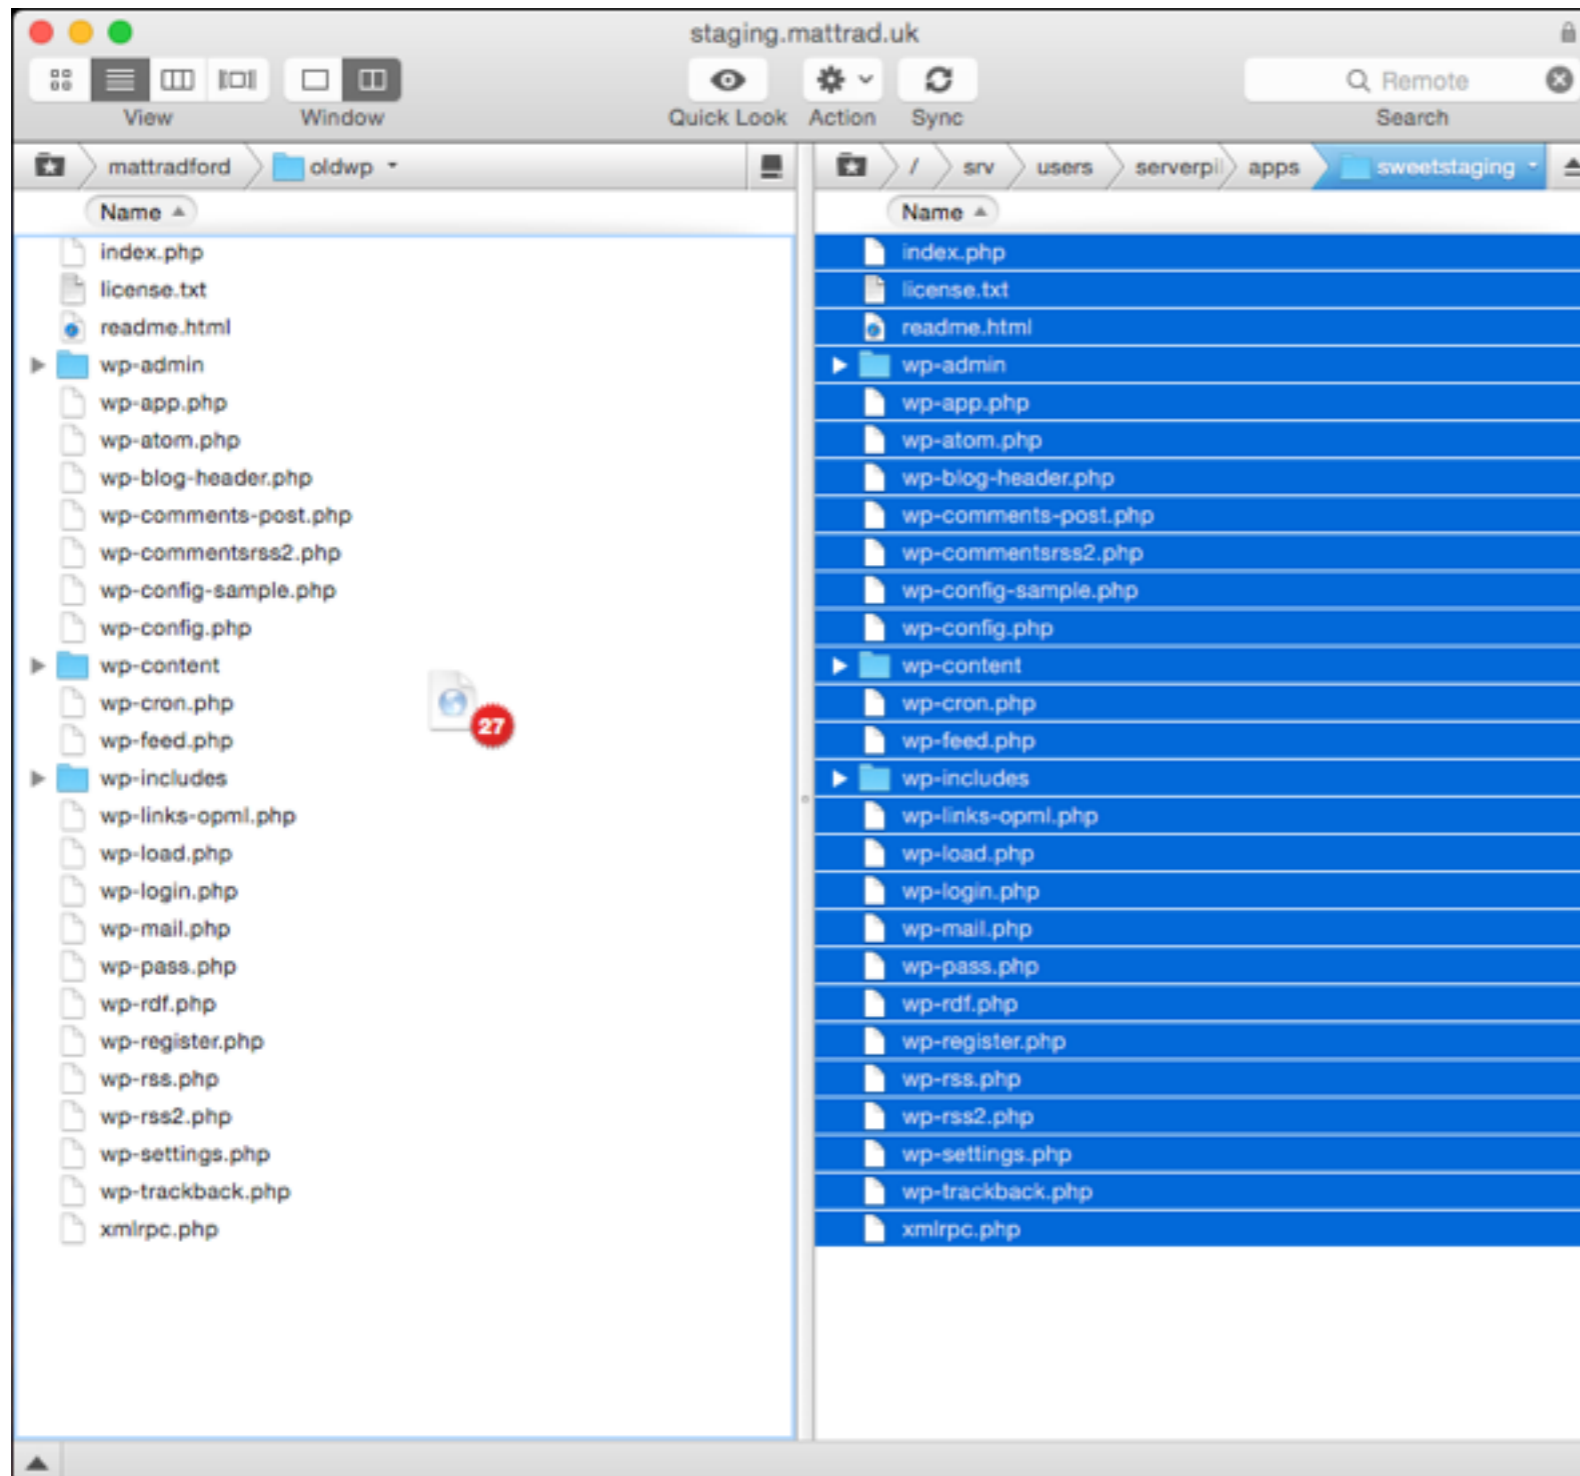 staging.mattrad.uk
View Window Quick Look Action Sync Remote Search
mattradford oldwp
/ srv users serverpil apps sweetstaging
Name
index.php
license.txt
readme.html
wp-admin
wp-app.php
wp-atom.php
wp-blog-header.php
wp-comments-post.php
wp-commentsrss2.php
wp-config-sample.php
wp-config.php
wp-content
wp-cron.php
wp-feed.php
wp-includes
wp-links-opml.php
wp-load.php
wp-login.php
wp-mail.php
wp-pass.php
wp-rdf.php
wp-register.php
wp-rss.php
wp-rss2.php
wp-settings.php
wp-trackback.php
xmlrpc.php
27
Name
index.php
license.txt
readme.html
wp-admin
wp-app.php
wp-atom.php
wp-blog-header.php
wp-comments-post.php
wp-commentsrss2.php
wp-config-sample.php
wp-config.php
wp-content
wp-cron.php
wp-feed.php
wp-includes
wp-links-opml.php
wp-load.php
wp-login.php
wp-mail.php
wp-pass.php
wp-rdf.php
wp-register.php
wp-rss.php
wp-rss2.php
wp-settings.php
wp-trackback.php
xmlrpc.php